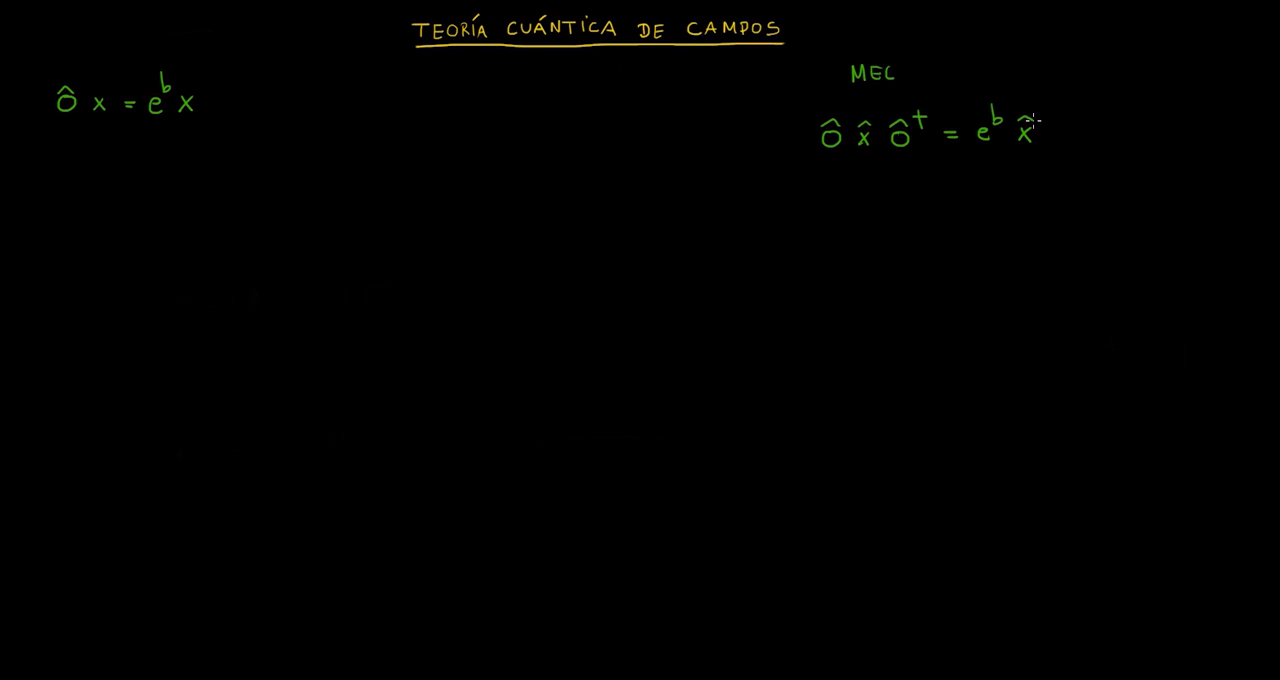 TEORÍA CUÁNTICA DE CAMPOS
Ô x = e^b x
MEC
Ô x̂ Ô† = e^b x̂